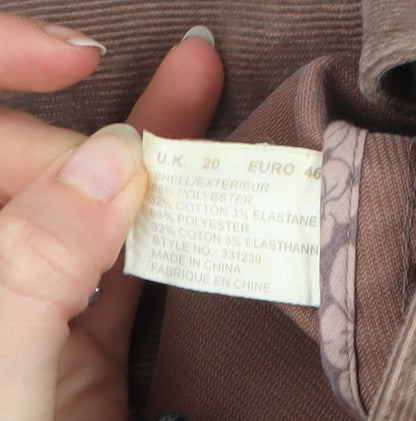 U.K. 20 EURO 46
SHELL/EXTERIEUR
65% POLYESTER
32% COTTON 3% ELASTANE
65% POLYESTER
32% COTON 3% ELASTHANN
STYLE NO. 331239
MADE IN CHINA
FABRIQUE EN CHINE